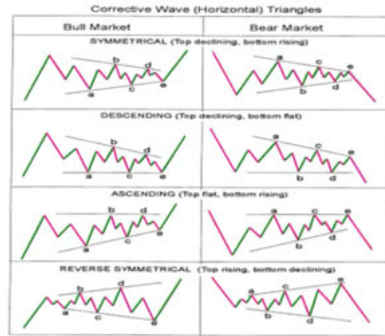 Corrective Wave (Horizontal) Triangles
Bull Market Bear Market
SYMMETRICAL (Top declining, bottom rising)
b d a c e
a c e b d
DESCENDING (Top declining, bottom flat)
b d a c e
a c e b d
ASCENDING (Top flat, bottom rising)
b d a c e
a c e b d
REVERSE SYMMETRICAL (Top rising, bottom declining)
b d a c e
a c e b d